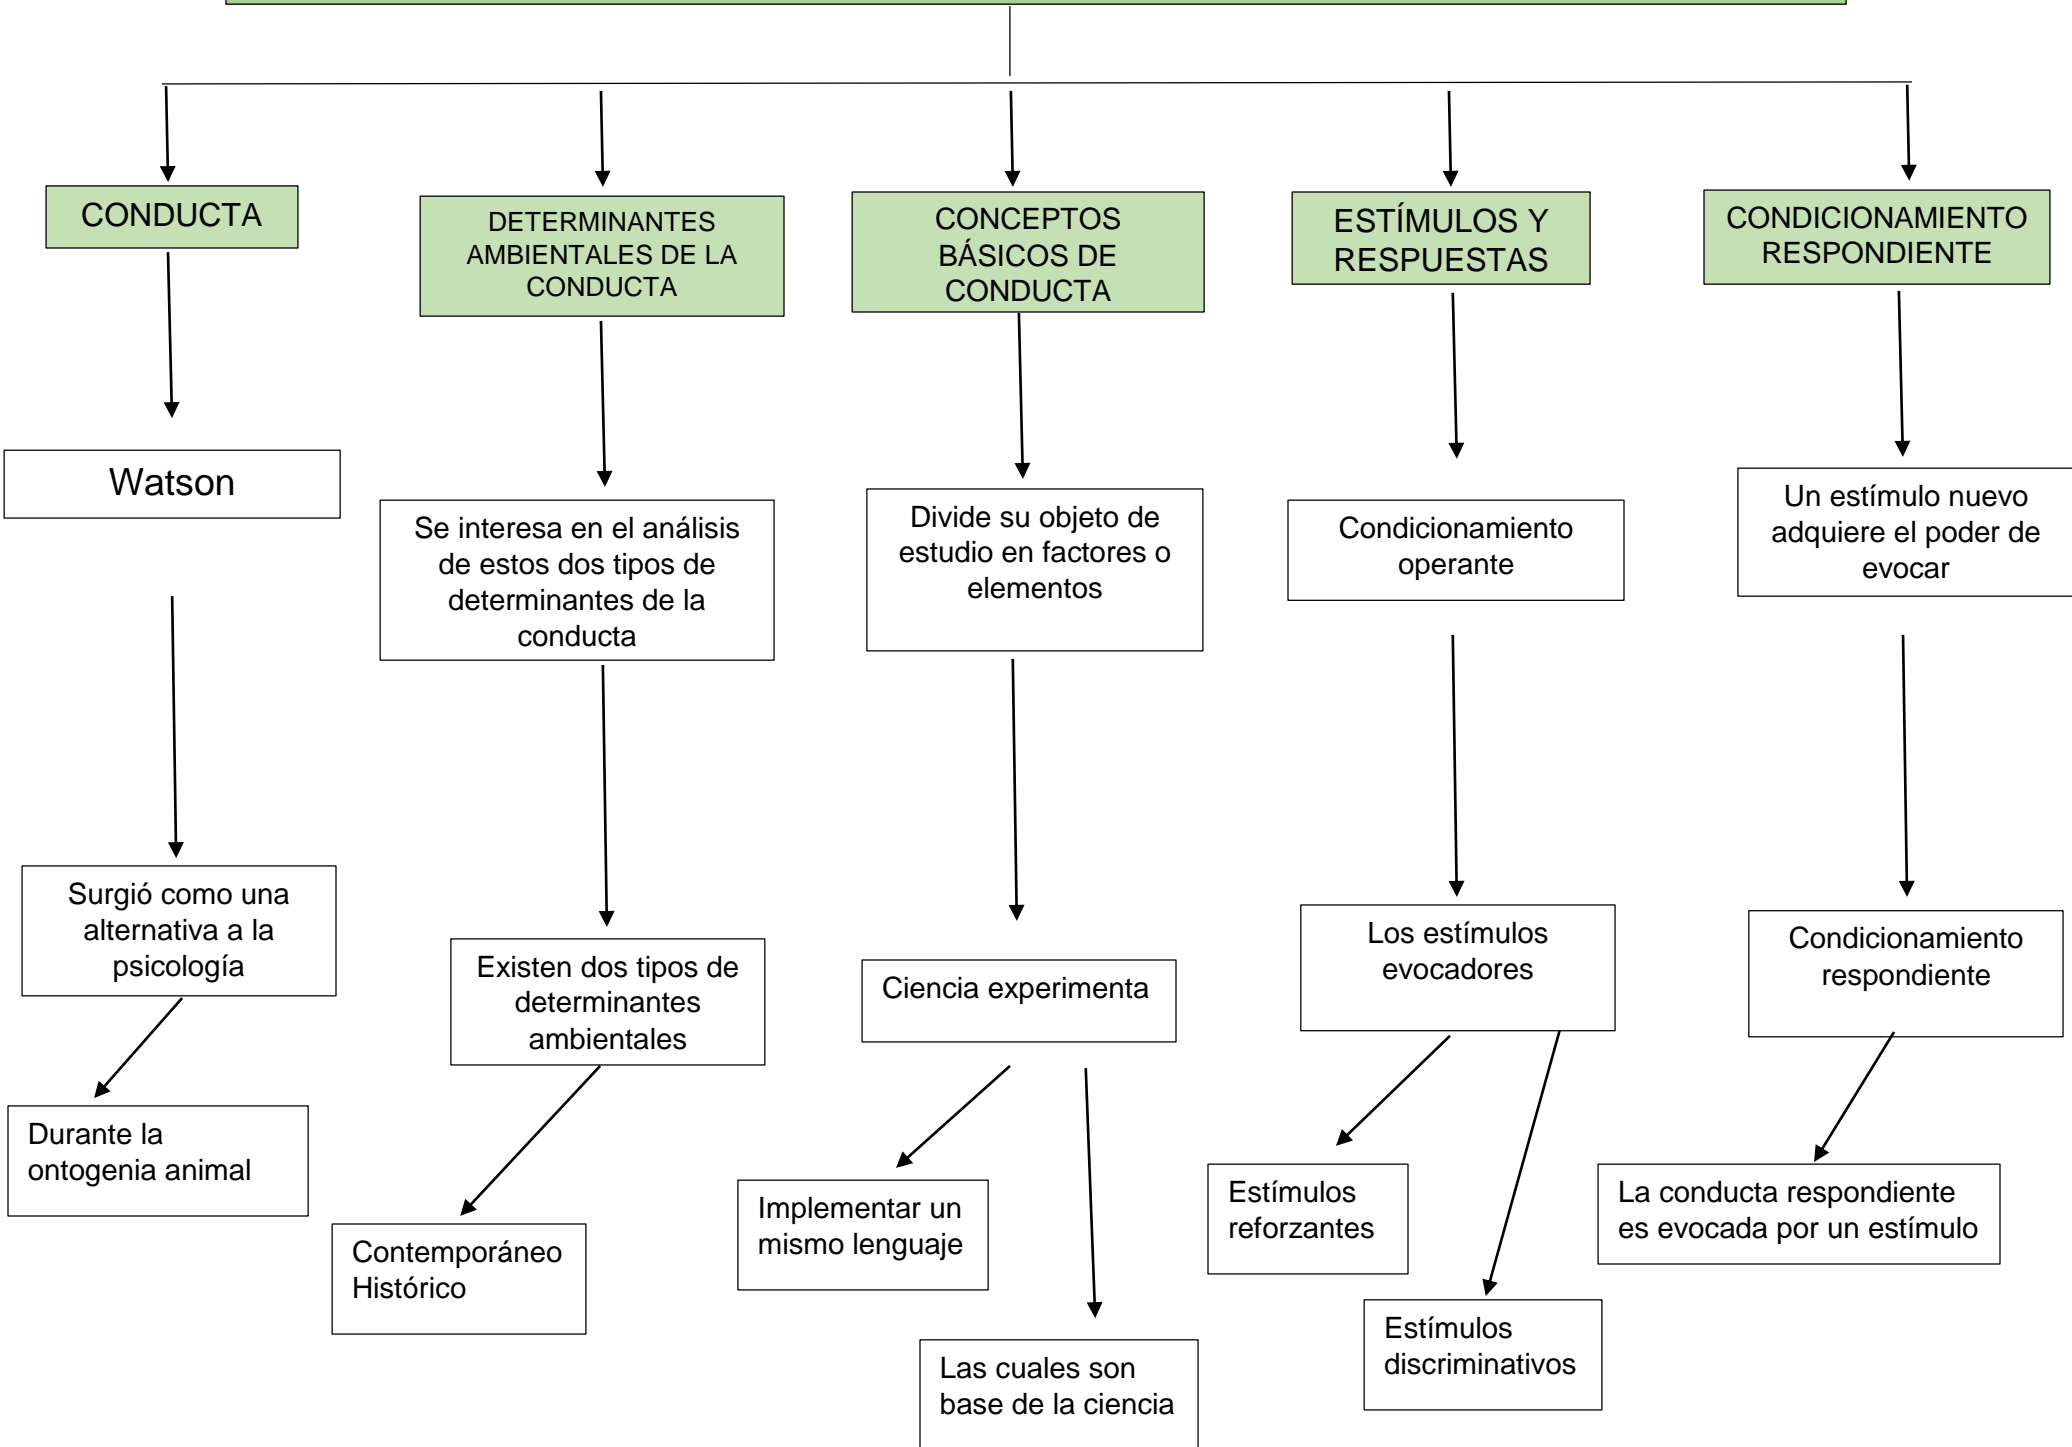 CONDUCTA
DETERMINANTES
AMBIENTALES DE LA
CONDUCTA
CONCEPTOS
BÁSICOS DE
CONDUCTA
ESTÍMULOS Y
RESPUESTAS
CONDICIONAMIENTO
RESPONDIENTE
Watson
Se interesa en el análisis
de estos dos tipos de
determinantes de la
conducta
Divide su objeto de
estudio en factores o
elementos
Condicionamiento
operante
Un estímulo nuevo
adquiere el poder de
evocar
Surgió como una
alternativa a la
psicología
Existen dos tipos de
determinantes
ambientales
Ciencia experimenta
Los estímulos
evocadores
Condicionamiento
respondiente
Durante la
ontogenia animal
Contemporáneo
Histórico
Implementar un
mismo lenguaje
Las cuales son
base de la ciencia
Estímulos
reforzantes
Estímulos
discriminativos
La conducta respondiente
es evocada por un estímulo